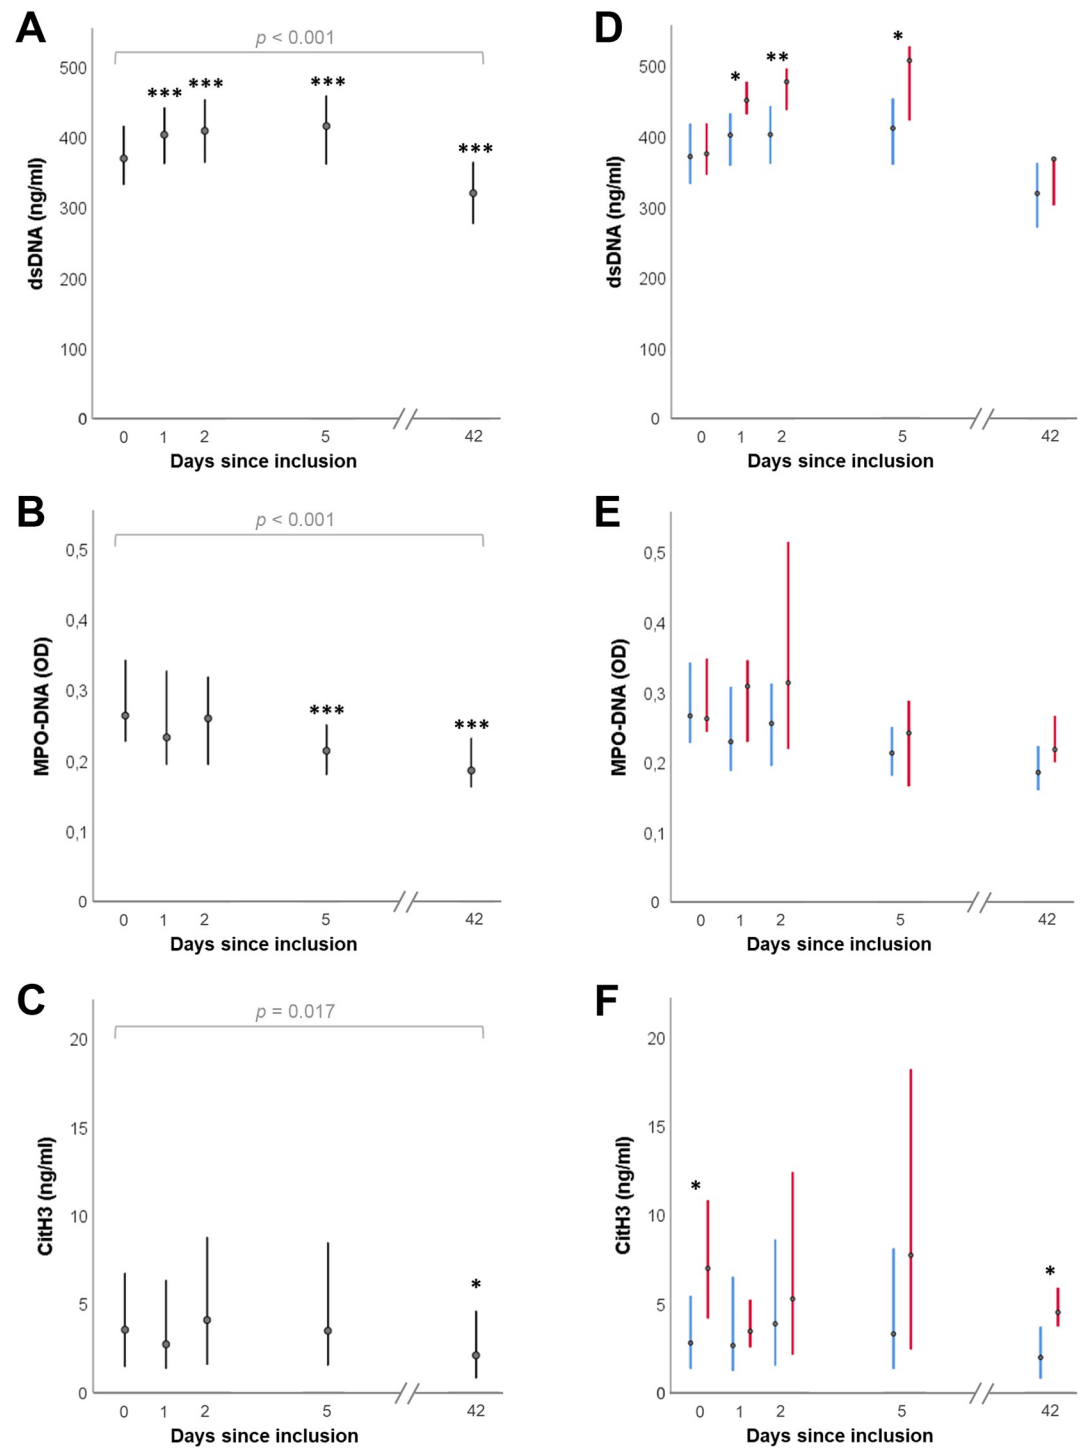 A
p < 0.001
500
400
300
200
100
0
dsDNA (ng/ml)
***
***
***
***
0 1 2 5 42
Days since inclusion
D
500
400
300
200
100
0
dsDNA (ng/ml)
*
**
*
0 1 2 5 42
Days since inclusion
B
p < 0.001
0,5
0,4
0,3
0,2
0,1
0
MPO-DNA (OD)
***
***
0 1 2 5 42
Days since inclusion
E
0,5
0,4
0,3
0,2
0,1
0
MPO-DNA (OD)
0 1 2 5 42
Days since inclusion
C
p = 0.017
20
15
10
5
0
CitH3 (ng/ml)
*
0 1 2 5 42
Days since inclusion
F
20
15
10
5
0
CitH3 (ng/ml)
*
*
0 1 2 5 42
Days since inclusion